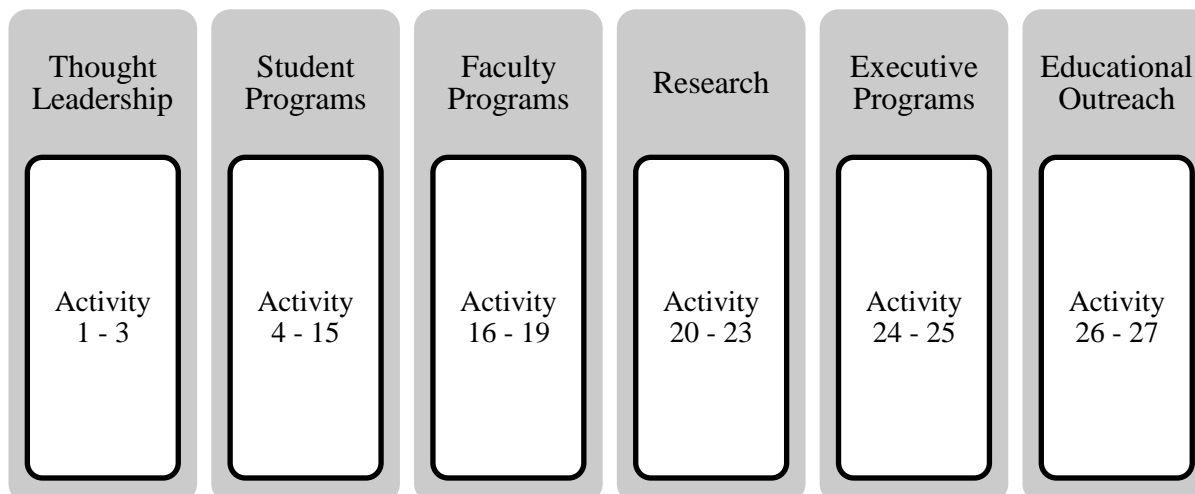 Thought
Leadership
Activity
1 - 3
Student
Programs
Activity
4 - 15
Faculty
Programs
Activity
16 - 19
Research
Activity
20 - 23
Executive
Programs
Activity
24 - 25
Educational
Outreach
Activity
26 - 27